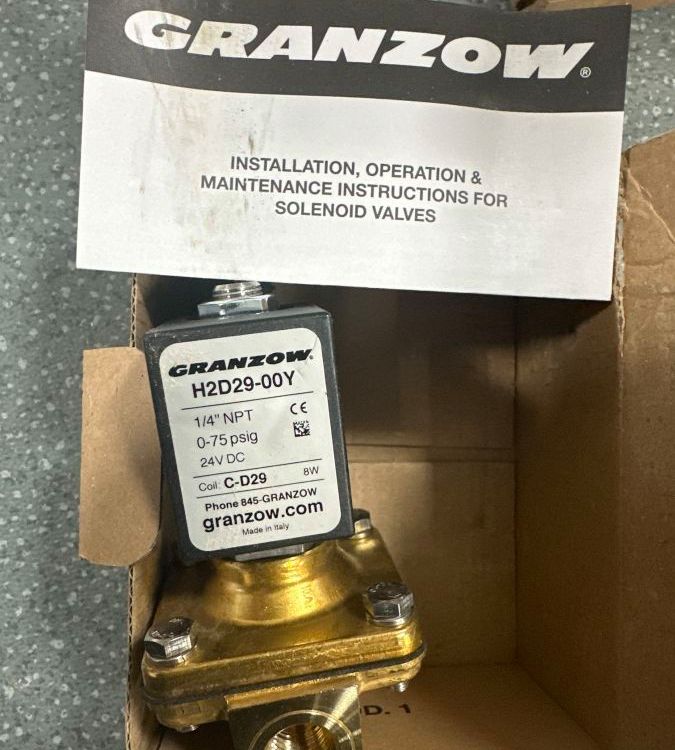 GRANZOW®
INSTALLATION, OPERATION &
MAINTENANCE INSTRUCTIONS FOR
SOLENOID VALVES
GRANZOW®
H2D29-00Y
1/4" NPT CE
0-75 psig
24V DC
Coil: C-D29 8W
Phone 845-GRANZOW
granzow.com
Made in Italy
D. 1